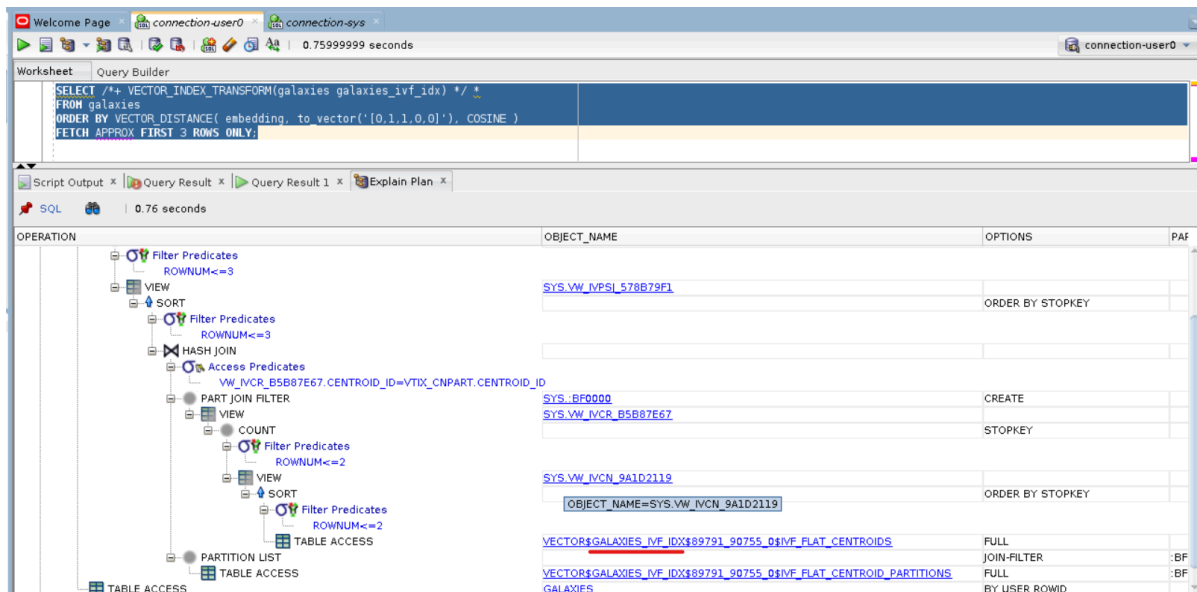 Welcome Page × connection-user0 × connection-sys ×
0.75999999 seconds connection-user0
Worksheet Query Builder
SELECT /*+ VECTOR_INDEX_TRANSFORM(galaxies galaxies_ivf_idx) */ *
FROM galaxies
ORDER BY VECTOR_DISTANCE( embedding, to_vector('[0,1,1,0,0]'), COSINE )
FETCH APPROX FIRST 3 ROWS ONLY;
Script Output × Query Result × Query Result 1 × Explain Plan ×
SQL | 0.76 seconds
OPERATION OBJECT_NAME OPTIONS PAF
Filter Predicates
ROWNUM<=3
VIEW SYS.VW_IVPSJ_578B79F1
SORT ORDER BY STOPKEY
Filter Predicates
ROWNUM<=3
HASH JOIN
Access Predicates
VW_IVCR_B5B87E67.CENTROID_ID=VTIX_CNPART.CENTROID_ID
PART JOIN FILTER SYS.:BF0000 CREATE
VIEW SYS.VW_IVCR_B5B87E67
COUNT STOPKEY
Filter Predicates
ROWNUM<=2
VIEW SYS.VW_IVCN_9A1D2119
SORT ORDER BY STOPKEY
OBJECT_NAME=SYS.VW_IVCN_9A1D2119
Filter Predicates
ROWNUM<=2
TABLE ACCESS VECTOR$GALAXIES_IVF_IDX$89791_90755_0$IVF_FLAT_CENTROIDS FULL
PARTITION LIST JOIN-FILTER :BF
TABLE ACCESS VECTOR$GALAXIES_IVF_IDX$89791_90755_0$IVF_FLAT_CENTROID_PARTITIONS FULL :BF
TABLE ACCESS GALAXIES BY USER ROWID